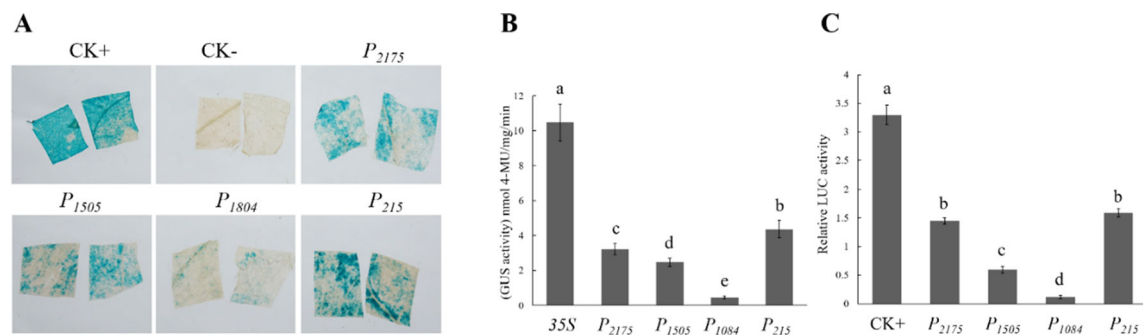 A
CK+ CK- P2175
P1505 P1804 P215
B
(GUS activity) nmol 4-MU/mg/min
12
10
8
6
4
2
0
a
c
d
e
b
35S P2175 P1505 P1084 P215
C
Relative LUC activity
4
3.5
3
2.5
2
1.5
1
0.5
0
a
b
c
d
b
CK+ P2175 P1505 P1084 P215